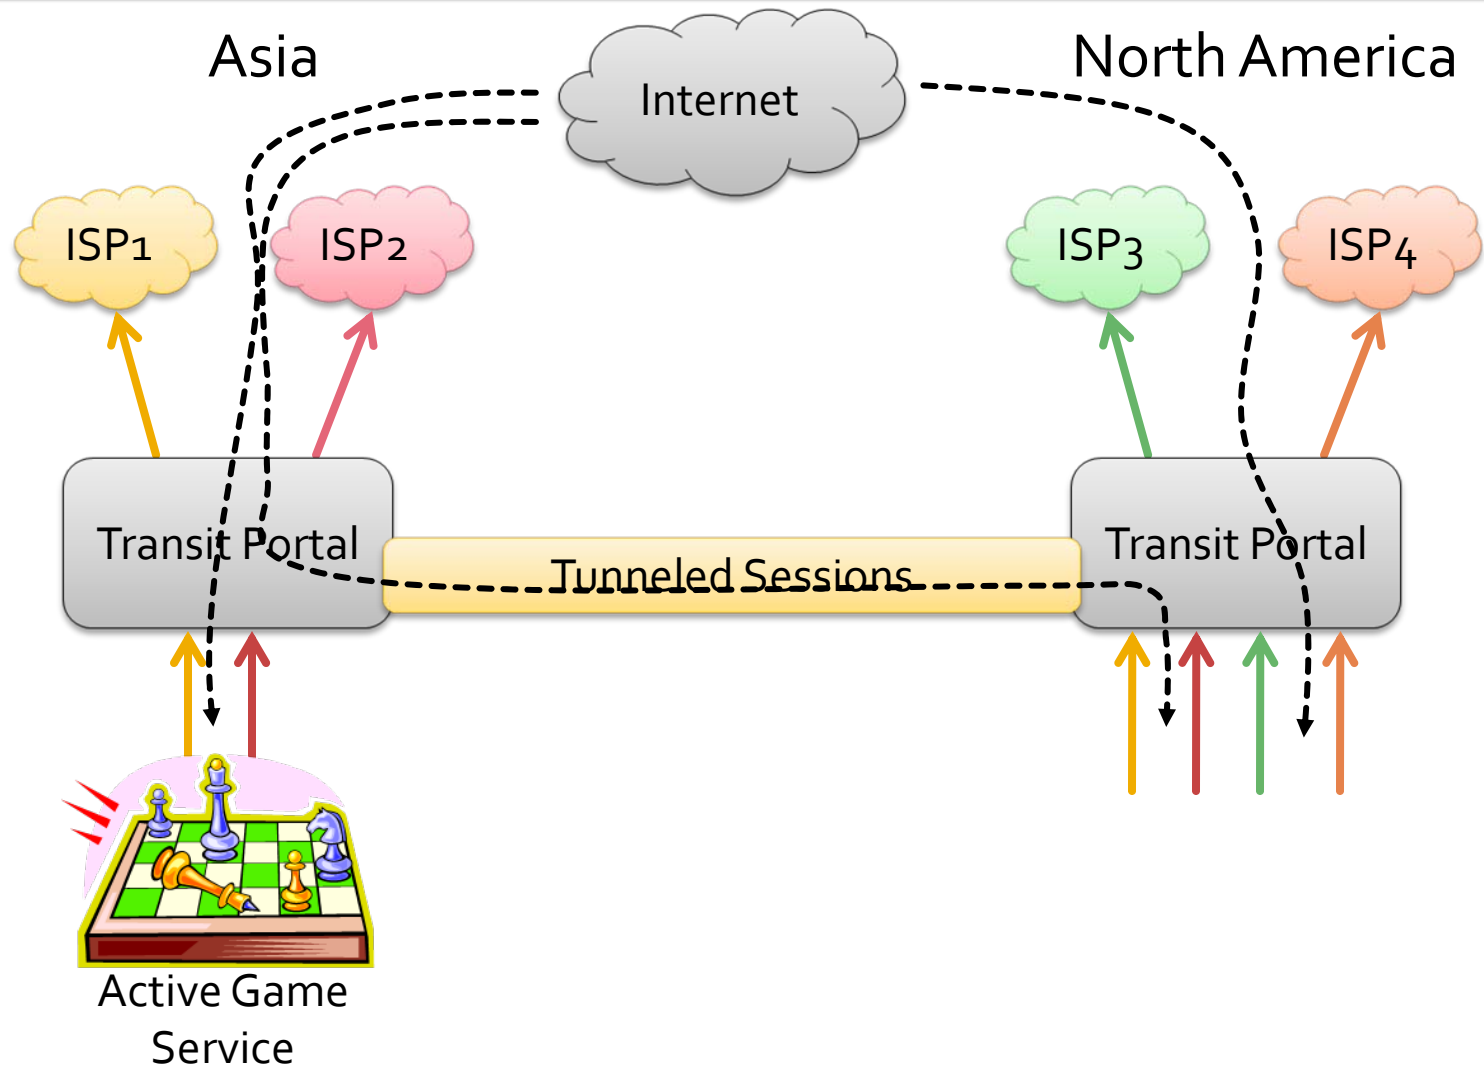 Asia
North America
Internet
ISP1
ISP2
ISP3
ISP4
Transit Portal
Tunneled Sessions
Transit Portal
Active Game
Service